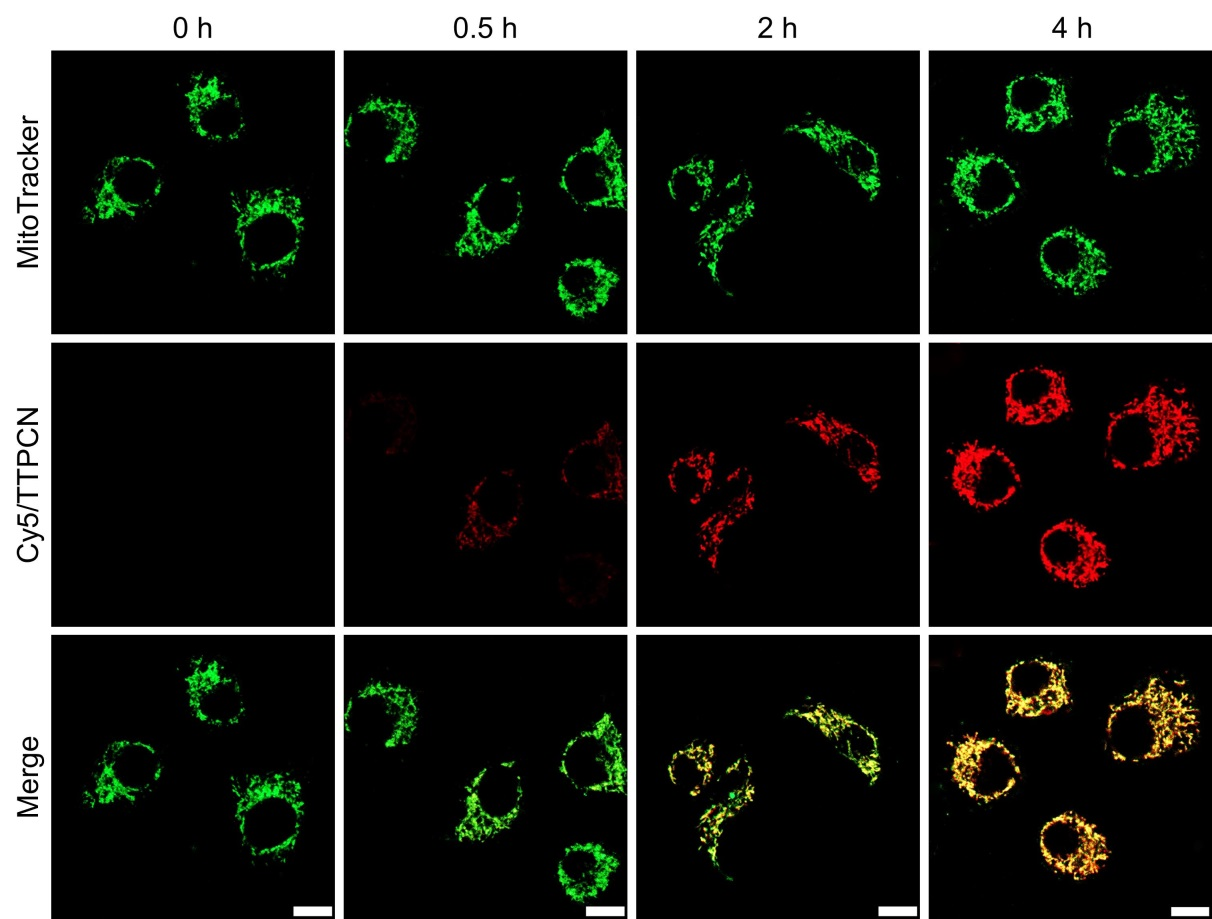 0 h 0.5 h 2 h 4 h
MitoTracker
Cy5/TTPCN
Merge